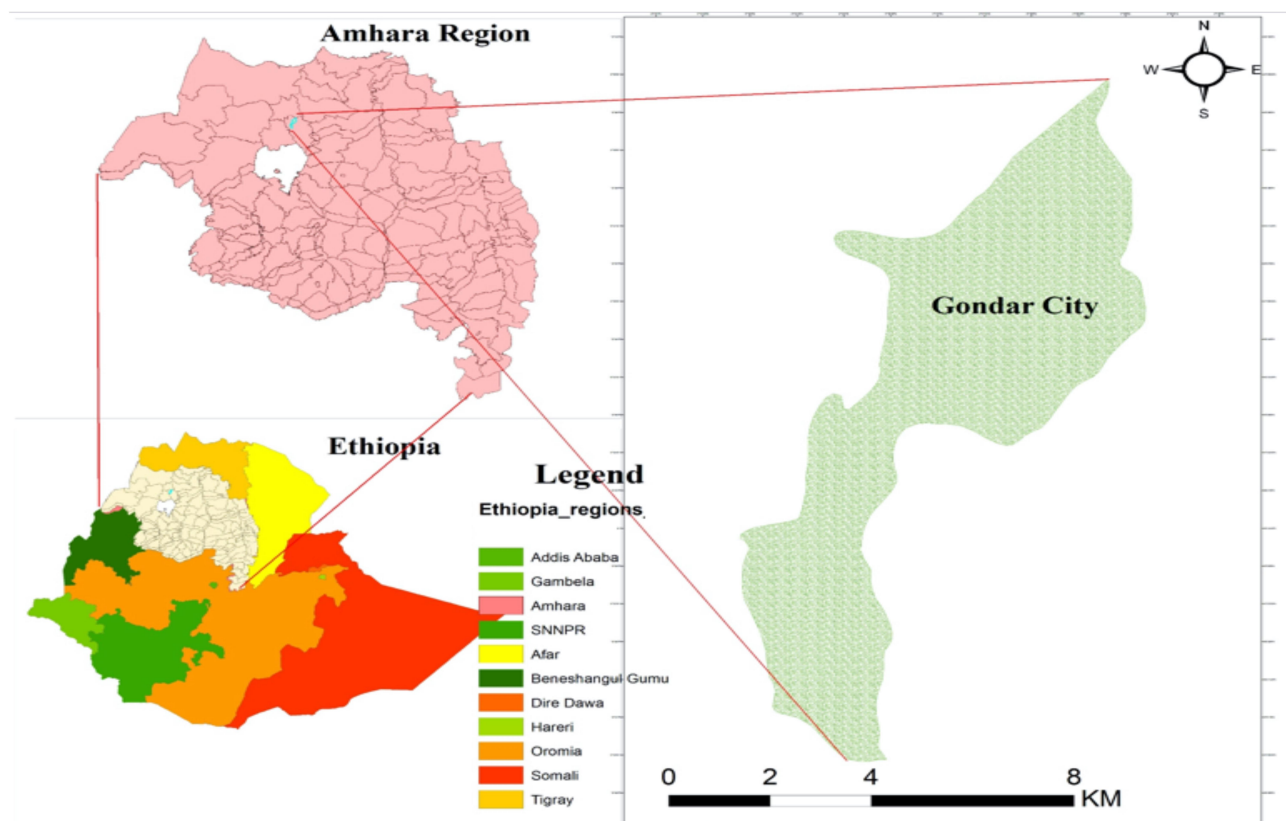 Amhara Region
N
W E
S
Gondar City
Ethiopia
Legend
Ethiopia_regions
Addis Ababa
Gambela
Amhara
SNNPR
Afar
Beneshangul Gumu
Dire Dawa
Hareri
Oromia
Somali
Tigray
0 2 4 8
KM